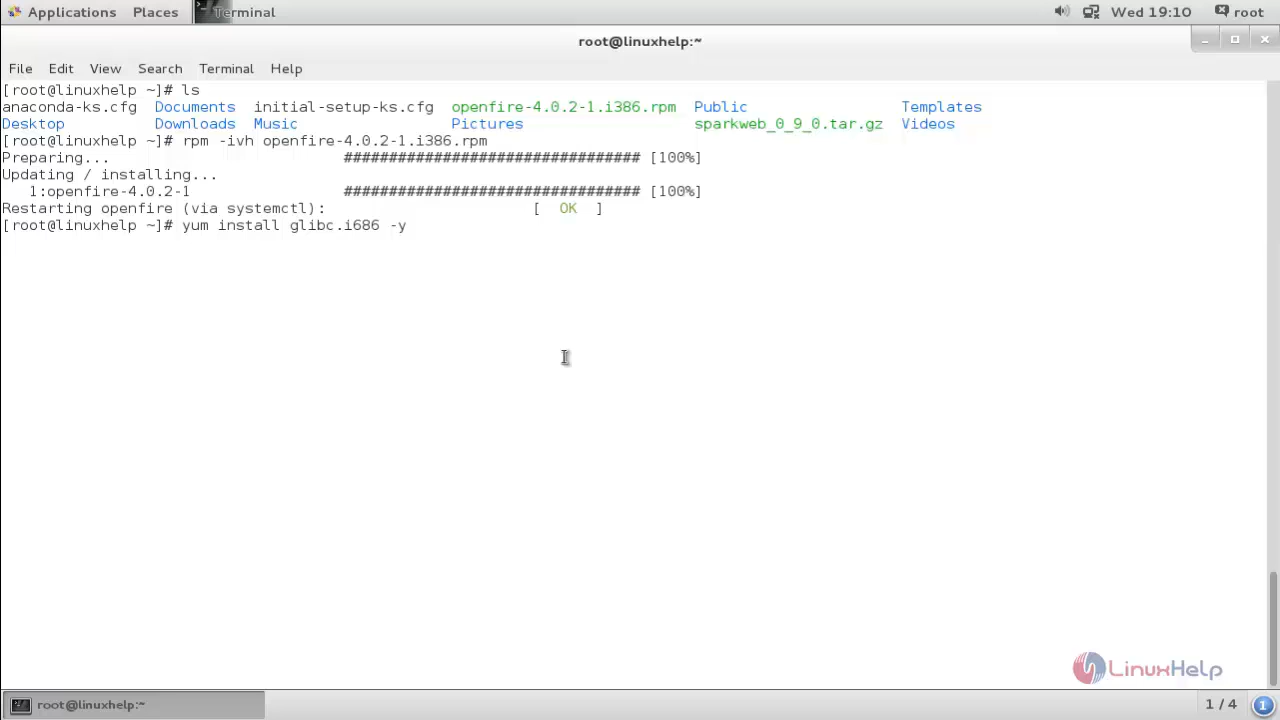 Applications Places Terminal Wed 19:10 root
root@linuxhelp:~
File Edit View Search Terminal Help
[root@linuxhelp ~]# ls
anaconda-ks.cfg Documents initial-setup-ks.cfg openfire-4.0.2-1.i386.rpm Public Templates
Desktop Downloads Music Pictures sparkweb_0_9_0.tar.gz Videos
[root@linuxhelp ~]# rpm -ivh openfire-4.0.2-1.i386.rpm
Preparing... ################################# [100%]
Updating / installing...
1:openfire-4.0.2-1 ################################# [100%]
Restarting openfire (via systemctl): [ OK ]
[root@linuxhelp ~]# yum install glibc.i686 -y
LinuxHelp
root@linuxhelp:~ 1 / 4 1